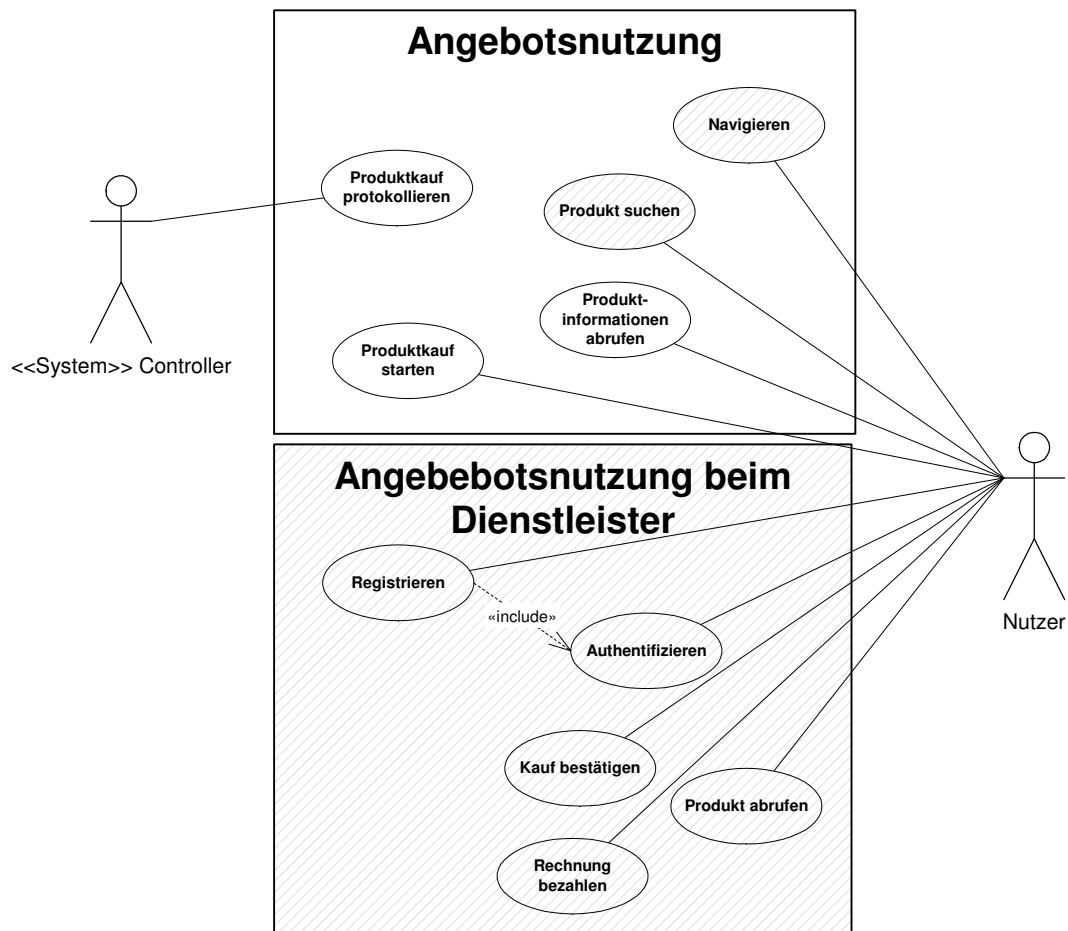 Angebotsnutzung
Navigieren
Produktkauf
protokollieren
Produkt suchen
Produkt-
informationen
abrufen
Produktkauf
starten
<<System>> Controller
Angebebotsnutzung beim
Dienstleister
Registrieren
«include»
Authentifizieren
Nutzer
Kauf bestätigen
Produkt abrufen
Rechnung
bezahlen